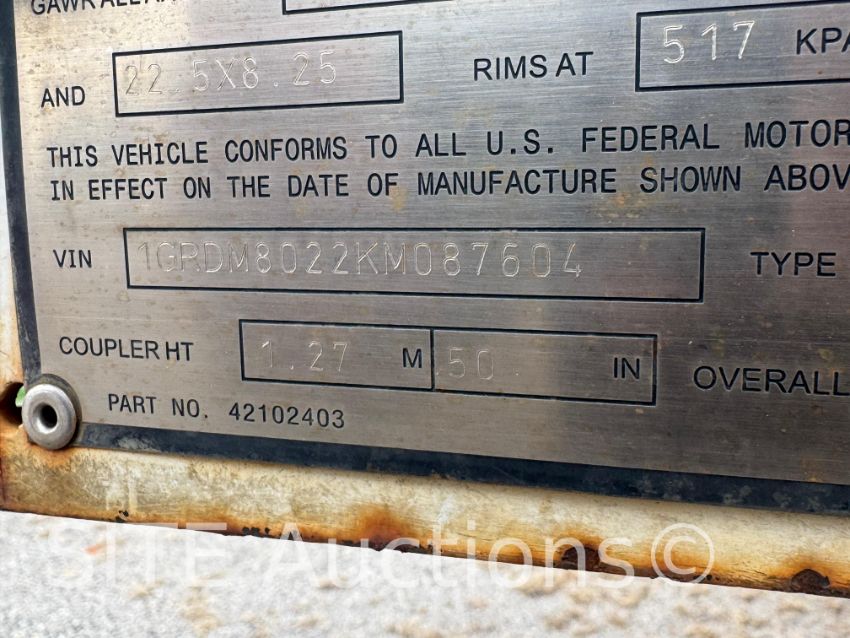 GAWR ALL
AND 22.5X8.25 RIMS AT 517 KPA
THIS VEHICLE CONFORMS TO ALL U.S. FEDERAL MOTOR
IN EFFECT ON THE DATE OF MANUFACTURE SHOWN ABOV
VIN 1GRDM8022KM087604 TYPE
COUPLER HT 1.27 M 50 IN OVERALL
PART NO. 42102403
SITE Auctions©